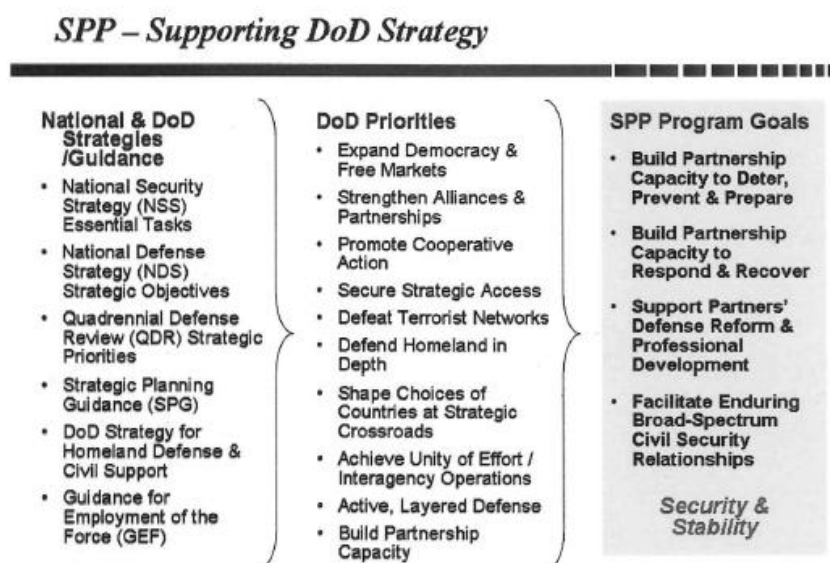 SPP – Supporting DoD Strategy
National & DoD
Strategies
/Guidance
• National Security
Strategy (NSS)
Essential Tasks
• National Defense
Strategy (NDS)
Strategic Objectives
• Quadrennial Defense
Review (QDR) Strategic
Priorities
• Strategic Planning
Guidance (SPG)
• DoD Strategy for
Homeland Defense &
Civil Support
• Guidance for
Employment of the
Force (GEF)
DoD Priorities
• Expand Democracy &
Free Markets
• Strengthen Alliances &
Partnerships
• Promote Cooperative
Action
• Secure Strategic Access
• Defeat Terrorist Networks
• Defend Homeland in
Depth
• Shape Choices of
Countries at Strategic
Crossroads
• Achieve Unity of Effort /
Interagency Operations
• Active, Layered Defense
• Build Partnership
Capacity
SPP Program Goals
• Build Partnership
Capacity to Deter,
Prevent & Prepare
• Build Partnership
Capacity to
Respond & Recover
• Support Partners'
Defense Reform &
Professional
Development
• Facilitate Enduring
Broad-Spectrum
Civil Security
Relationships
Security &
Stability